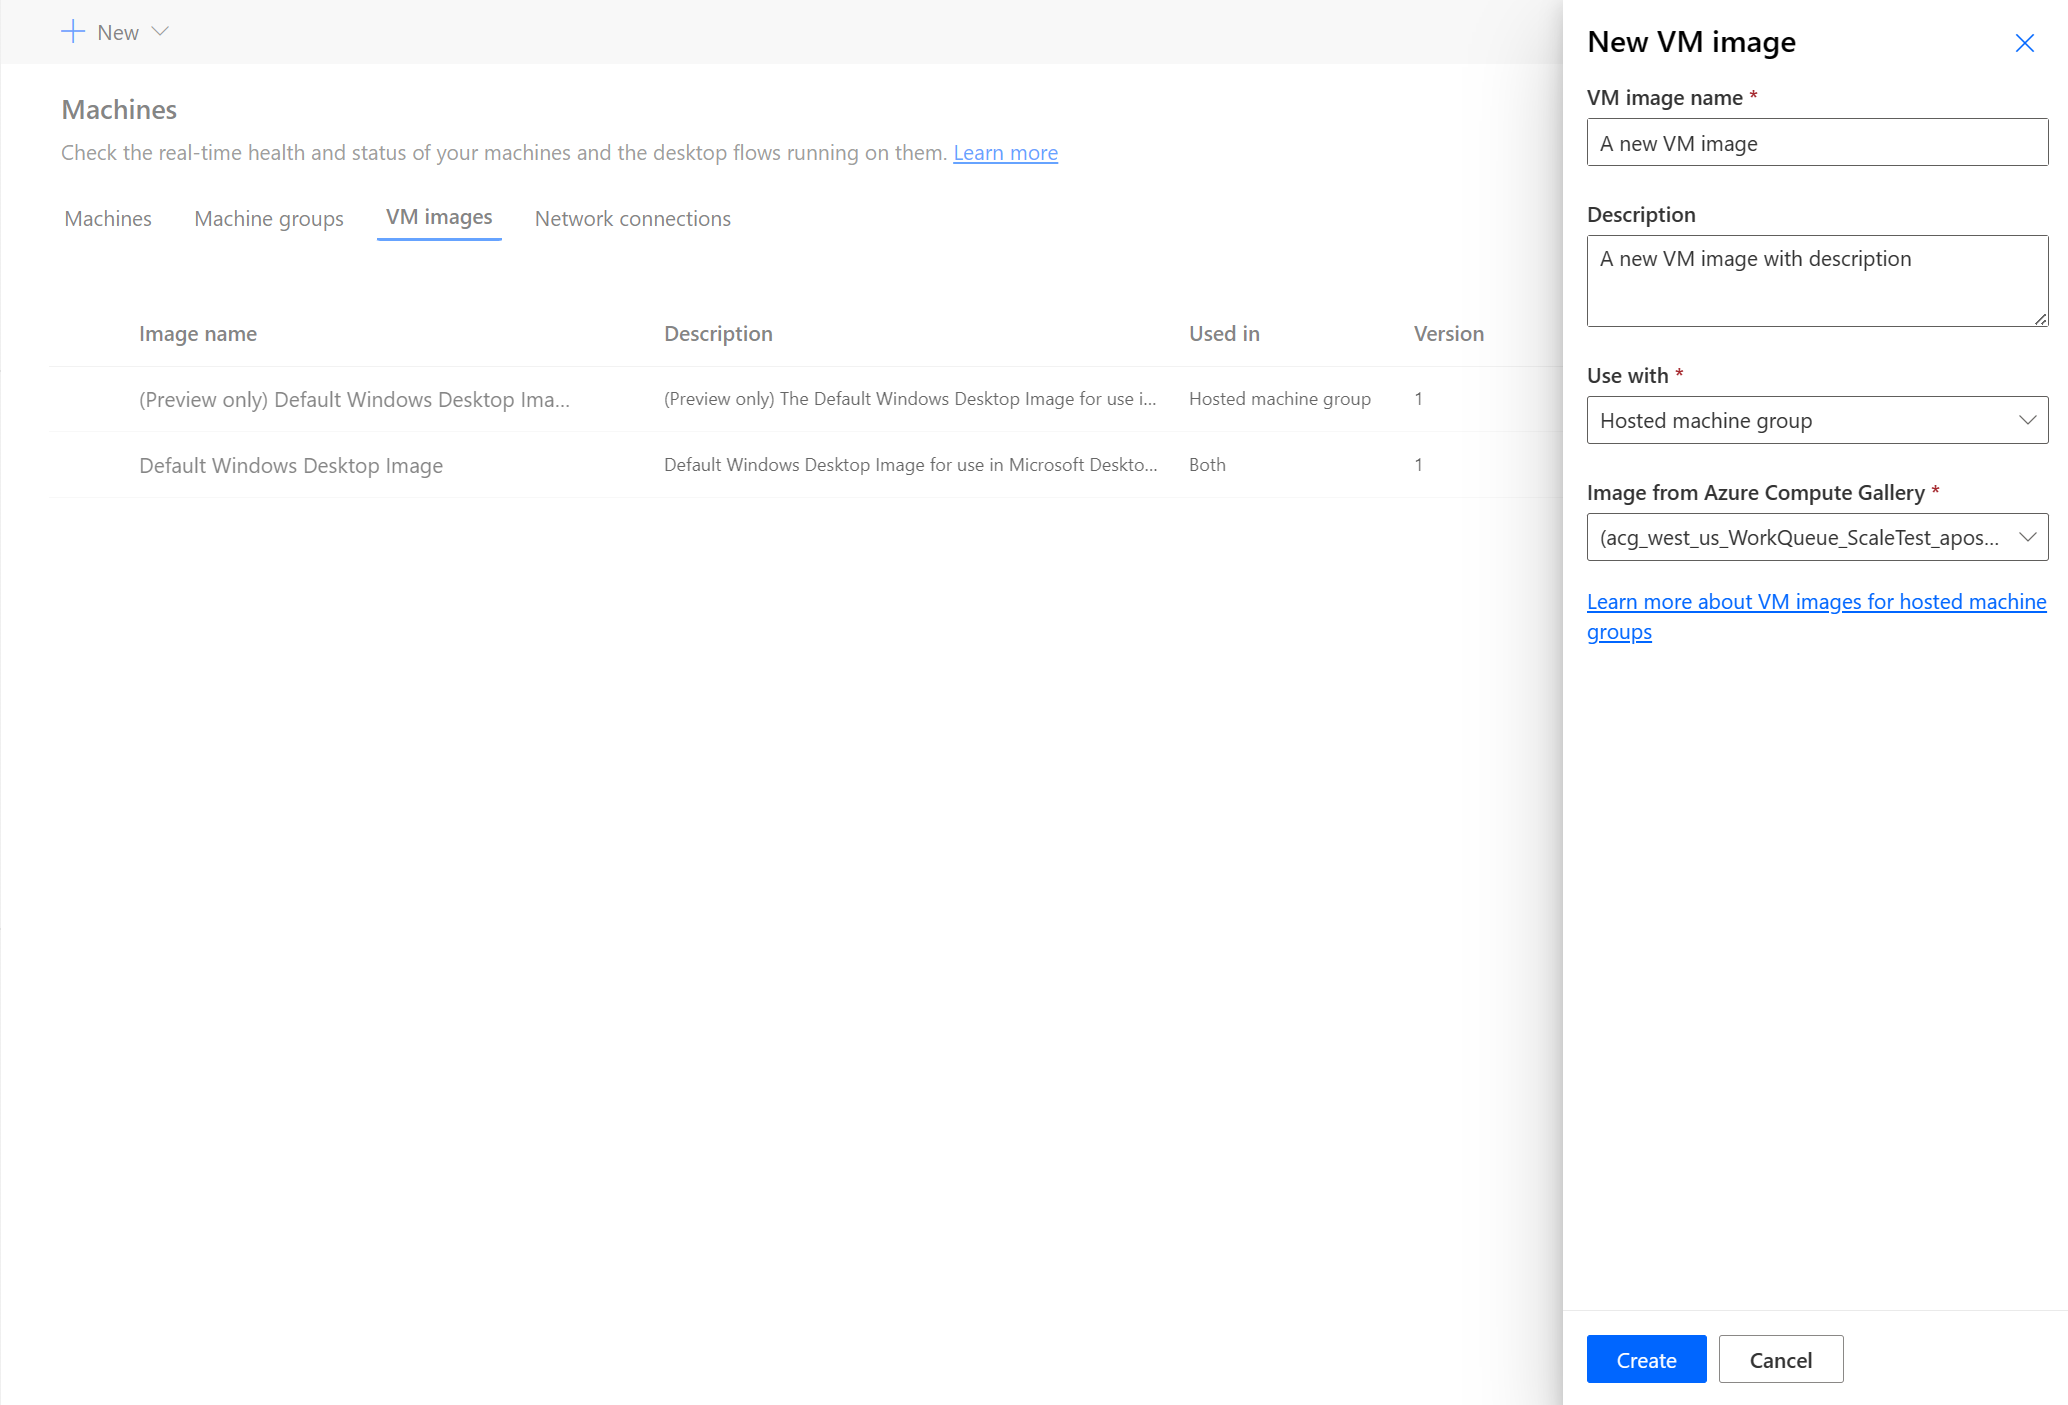 New
Machines
Check the real-time health and status of your machines and the desktop flows running on them. Learn more
Machines Machine groups VM images Network connections
Image name Description Used in Version
(Preview only) Default Windows Desktop Ima... (Preview only) The Default Windows Desktop Image for use i... Hosted machine group 1
Default Windows Desktop Image Default Windows Desktop Image for use in Microsoft Deskto... Both 1
New VM image
VM image name *
A new VM image
Description
A new VM image with description
Use with *
Hosted machine group
Image from Azure Compute Gallery *
(acg_west_us_WorkQueue_ScaleTest_apos...
Learn more about VM images for hosted machine
groups
Create Cancel